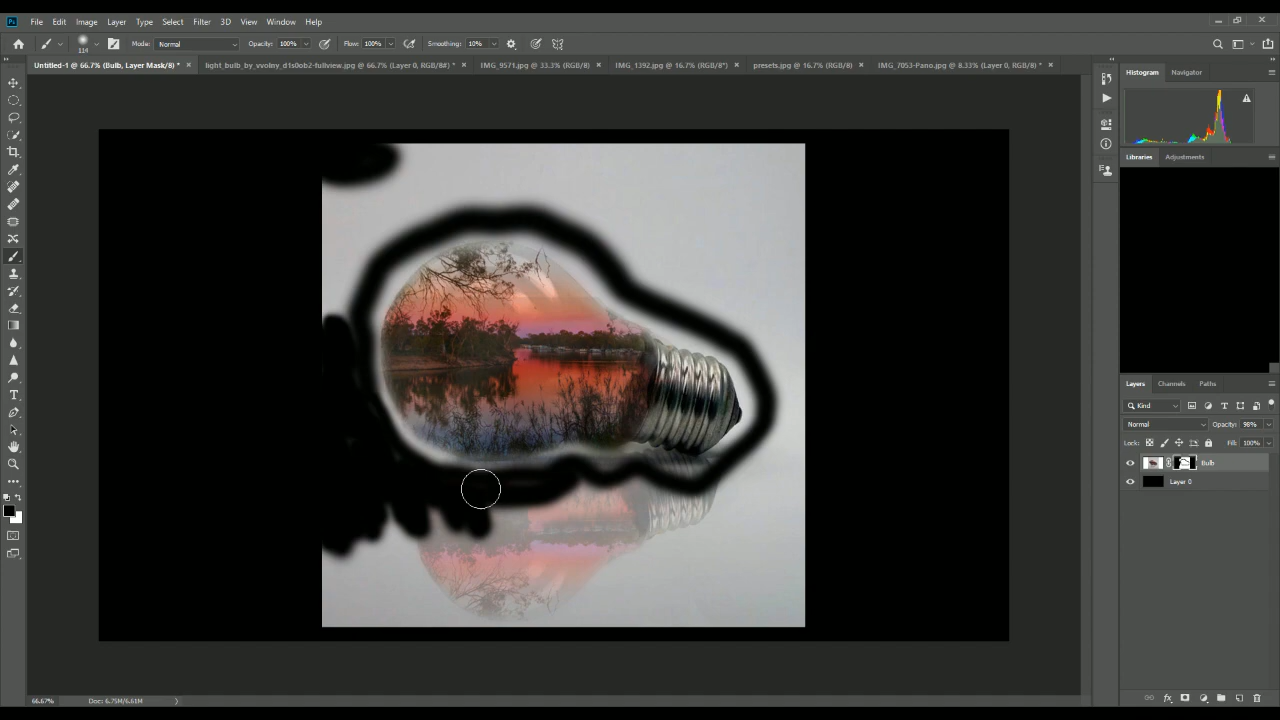 Ps File Edit Image Layer Type Select Filter 3D View Window Help
114 Mode: Normal Opacity: 100% Flow: 100% Smoothing: 10%
Untitled-1 @ 66.7% (Bulb, Layer Mask/8) * × light_bulb_by_vvolny_d1s0ob2-fullview.jpg @ 66.7% (Layer 0, RGB/8#) * × IMG_9571.jpg @ 33.3% (RGB/8) × IMG_1392.jpg @ 16.7% (RGB/8*) × presets.jpg @ 16.7% (RGB/8) × IMG_7053-Pano.jpg @ 8.33% (Layer 0, RGB/8) * ×
Histogram Navigator
Libraries Adjustments
Layers Channels Paths
Kind
Normal Opacity: 98%
Lock: Fill: 100%
Bulb
Layer 0
66.67% Doc: 6.75M/6.61M